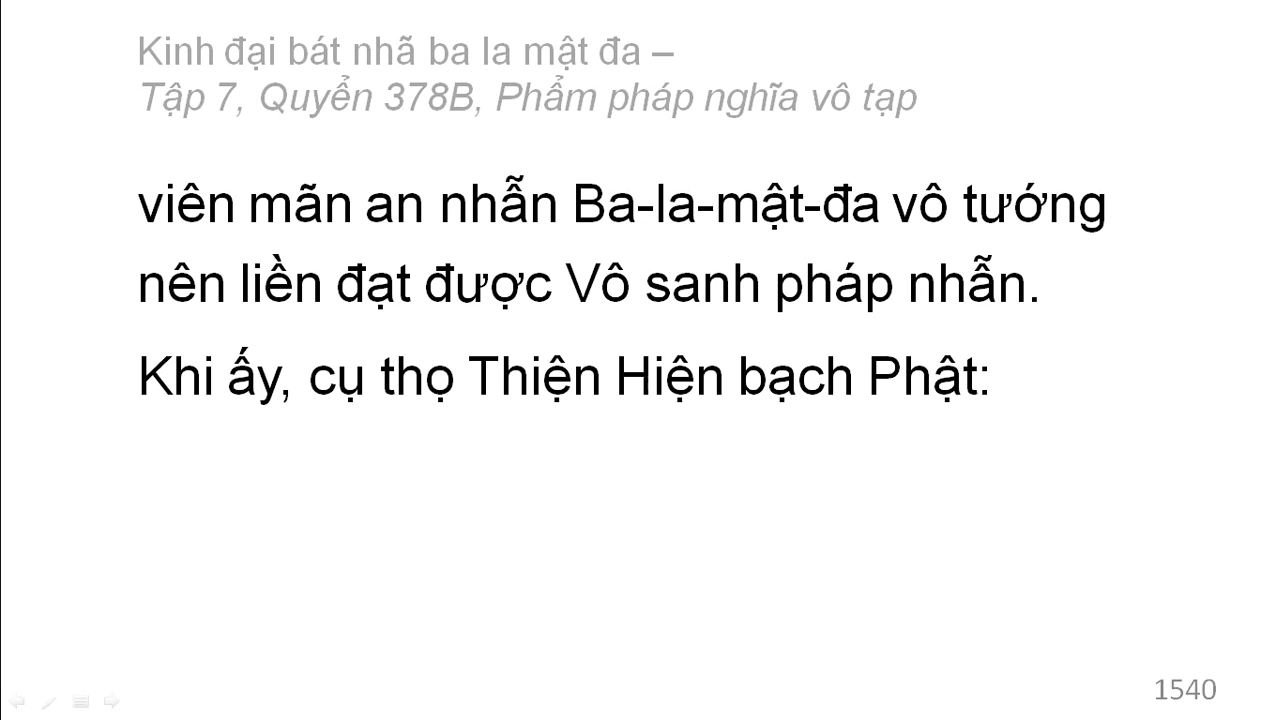 Kinh đại bát nhã ba la mật đa –
Tập 7, Quyển 378B, Phẩm pháp nghĩa vô tạp
viên mãn an nhẫn Ba-la-mật-đa vô tướng
nên liền đạt được Vô sanh pháp nhẫn.
Khi ấy, cụ thọ Thiện Hiện bạch Phật:
1540